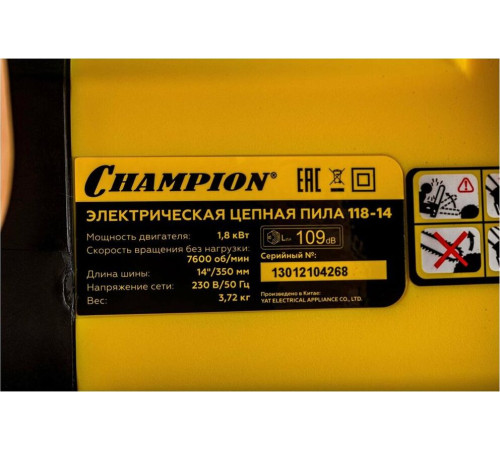 CHAMPION®
EAC
ЭЛЕКТРИЧЕСКАЯ ЦЕПНАЯ ПИЛА 118-14
Мощность двигателя: 1,8 кВт
Скорость вращения без нагрузки:
7600 об/мин
Длина шины: 14"/350 мм
Напряжение сети: 230 В/50 Гц
Вес: 3,72 кг
109dB
Серийный №:
13012104268
Произведено в Китае:
YAT ELECTRICAL APPLIANCE CO., LTD.